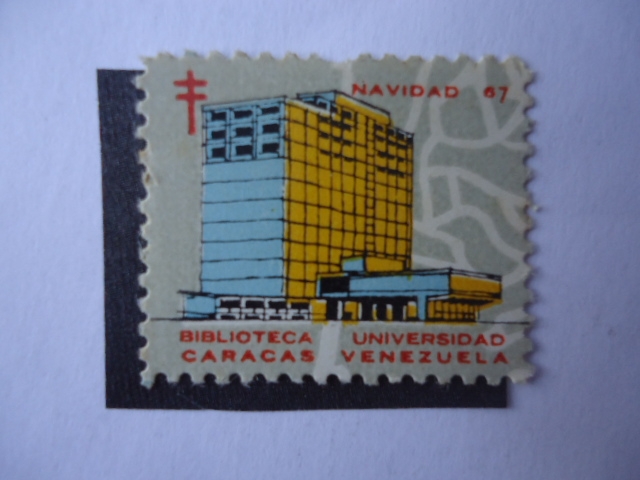 NAVIDAD 67
BIBLIOTECA UNIVERSIDAD
CARACAS VENEZUELA